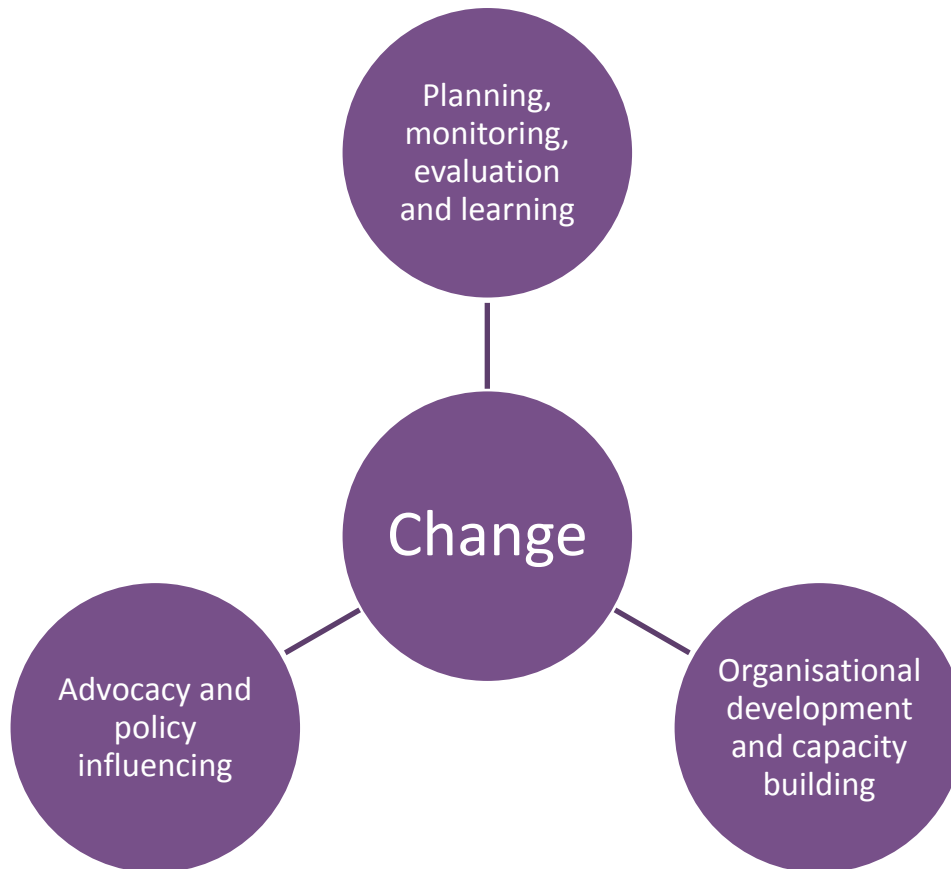 Planning,
monitoring,
evaluation
and learning
Change
Advocacy and
policy
influencing
Organisational
development
and capacity
building